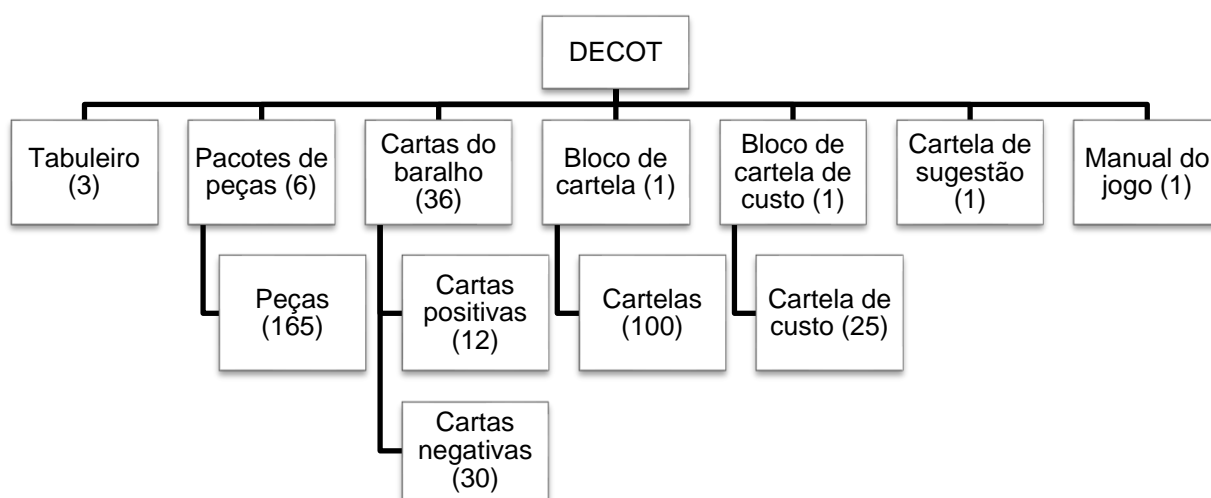 DECOT
Tabuleiro
(3)
Pacotes de
peças (6)
Cartas do
baralho
(36)
Bloco de
cartela (1)
Bloco de
cartela de
custo (1)
Cartela de
sugestão
(1)
Manual do
jogo (1)
Peças
(165)
Cartas
positivas
(12)
Cartelas
(100)
Cartela de
custo (25)
Cartas
negativas
(30)